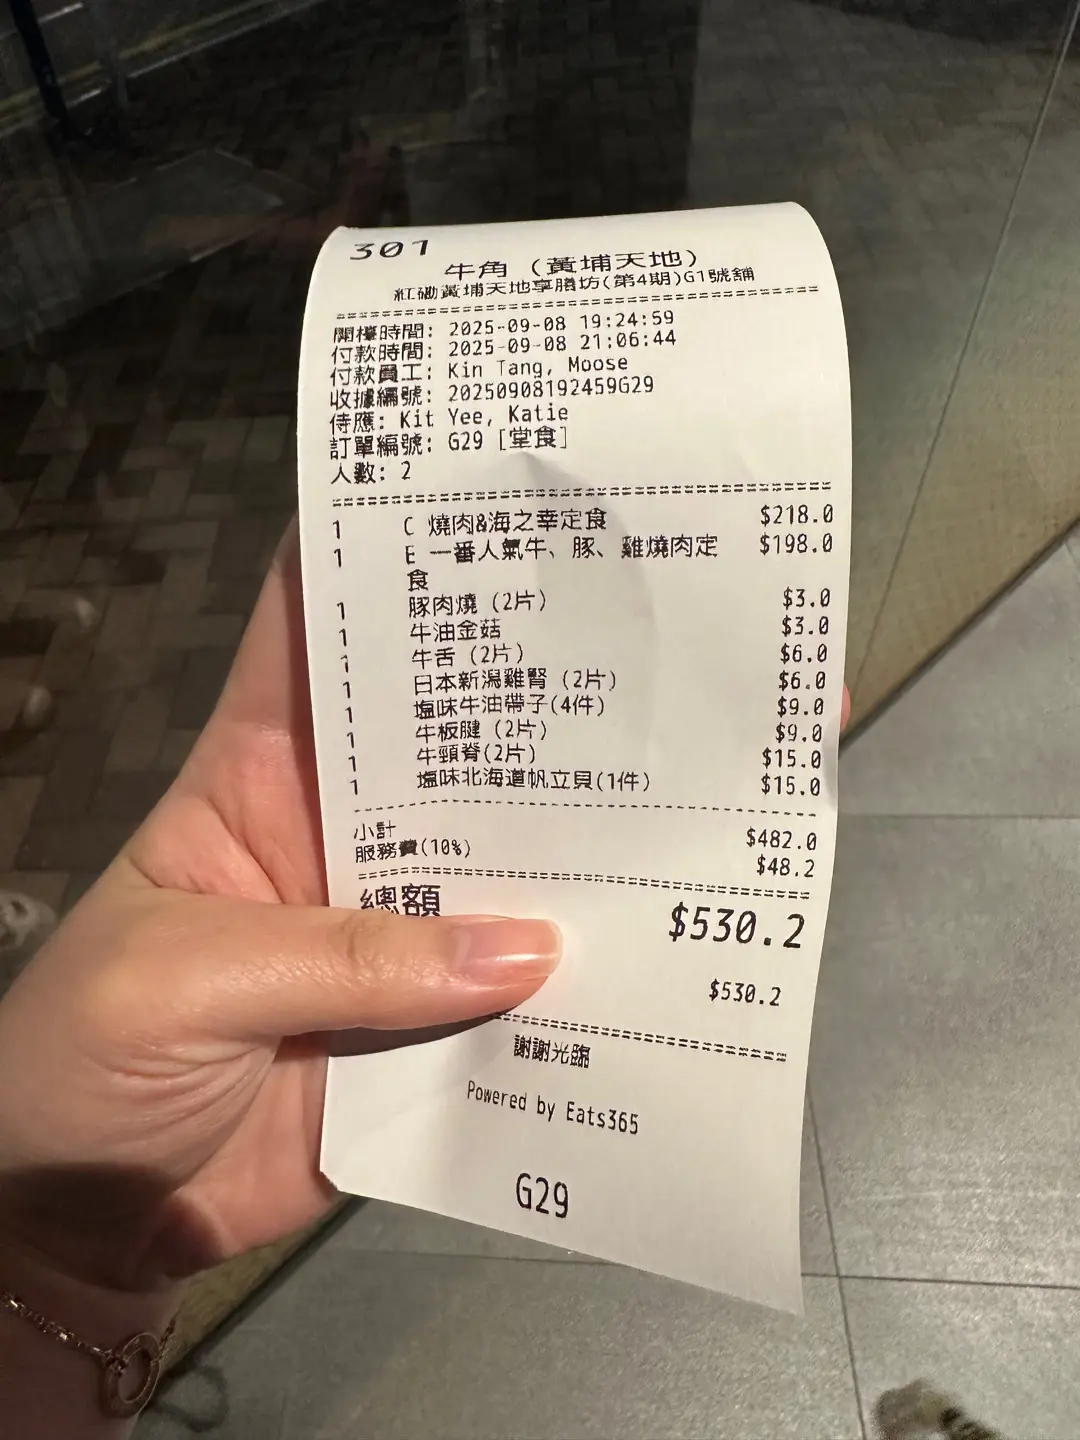 301
牛角 (黃埔天地)
紅磡黃埔天地享膳坊(第4期)G1號舖
開檯時間: 2025-09-08 19:24:59
付款時間: 2025-09-08 21:06:44
付款員工: Kin Tang, Moose
收據編號: 20250908192459G29
侍應: Kit Yee, Katie
訂單編號: G29 [堂食]
人數: 2
1 C 燒肉&海之幸定食 $218.0
1 E 一番人氣牛、豚、雞燒肉定 $198.0
食
1 豚肉燒 (2片) $3.0
1 牛油金菇 $3.0
1 牛舌 (2片) $6.0
1 日本新潟雞腎 (2片) $6.0
1 塩味牛油帶子(4件) $9.0
1 牛板腱 (2片) $9.0
1 牛頸脊(2片) $15.0
1 塩味北海道帆立貝(1件) $15.0
小計 $482.0
服務費(10%) $48.2
總額 $530.2
$530.2
謝謝光臨
Powered by Eats365
G29